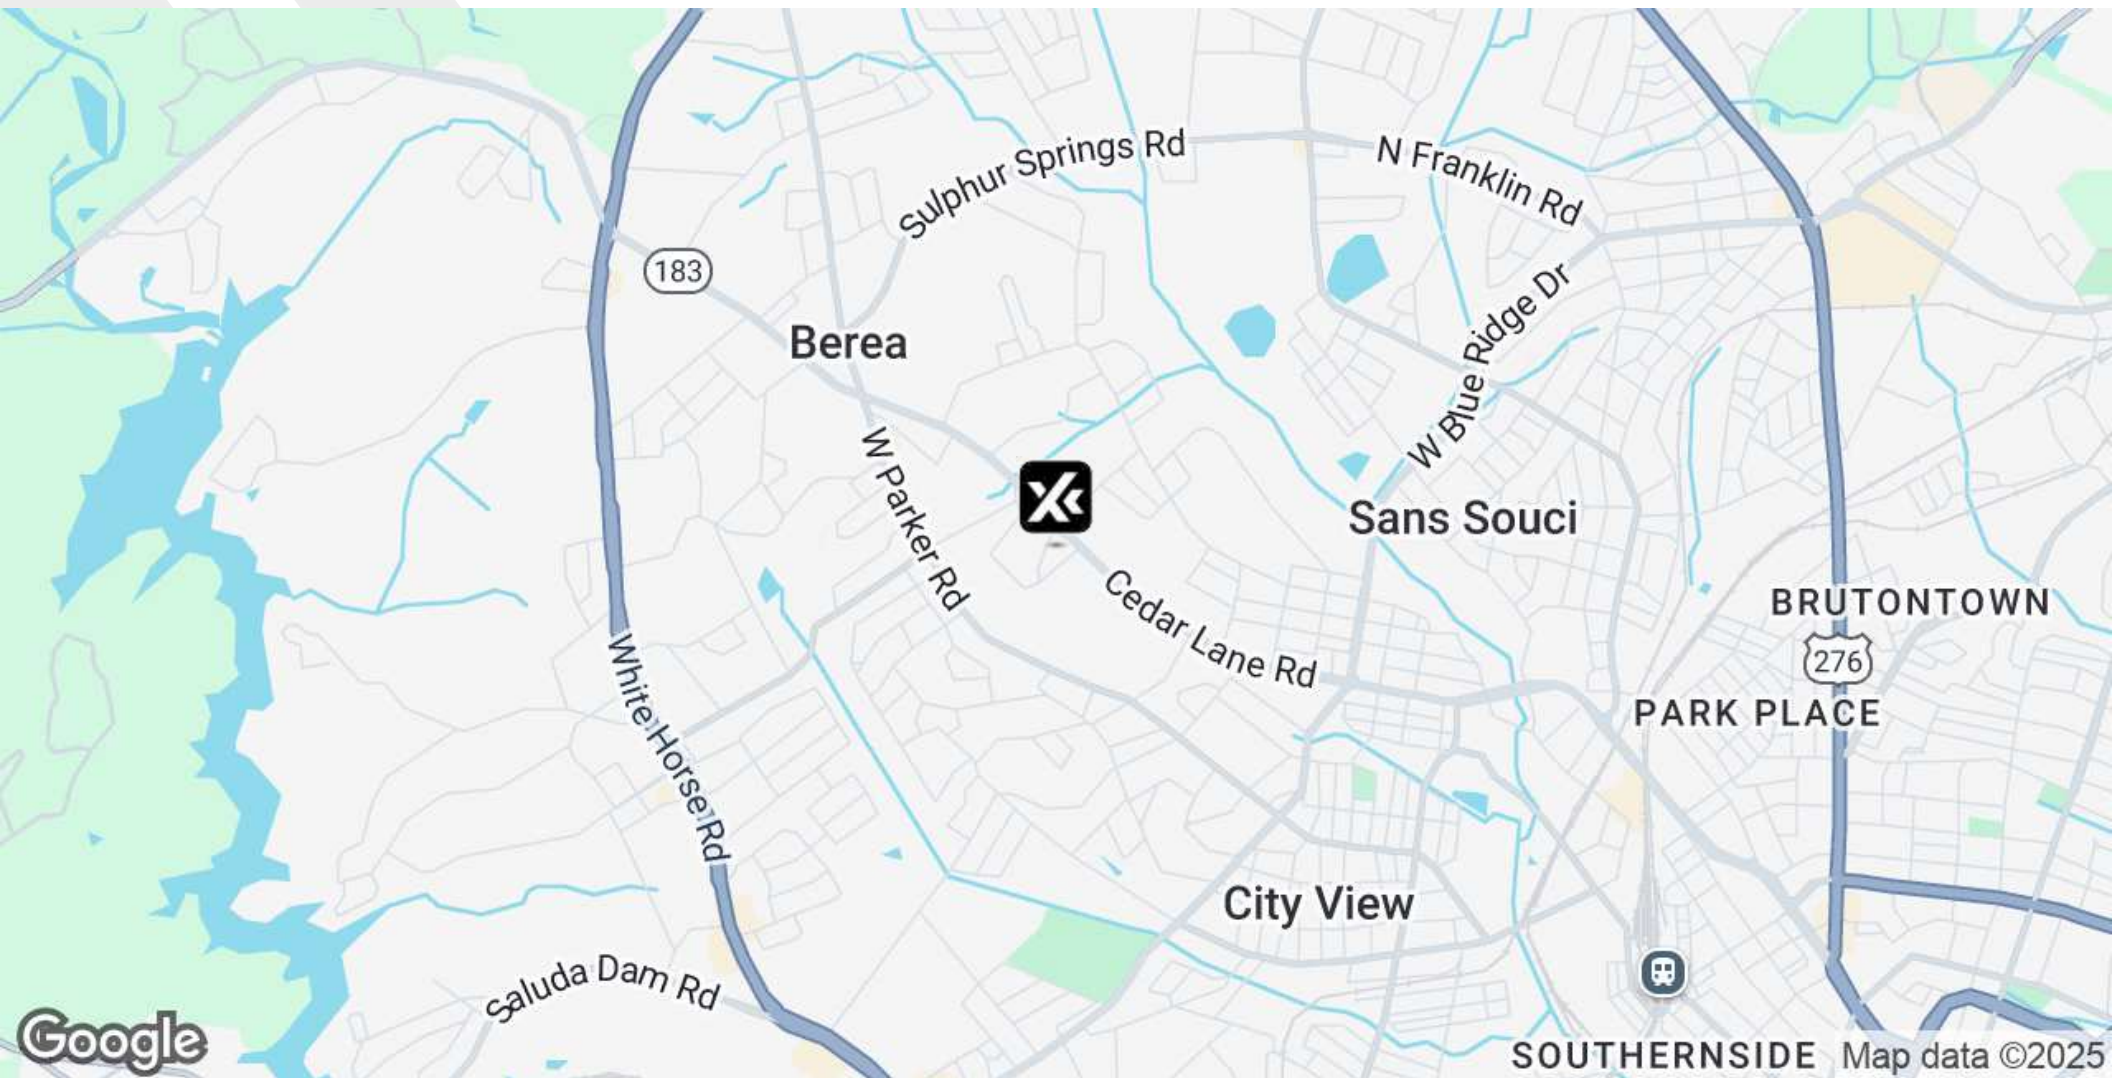 Sulphur Springs Rd
N Franklin Rd
183
W Blue Ridge Dr
Berea
W Parker Rd
Sans Souci
Cedar Lane Rd
BRUTONTOWN
276
White Horse Rd
PARK PLACE
City View
Saluda Dam Rd
Google
SOUTHERNSIDE
Map data ©2025